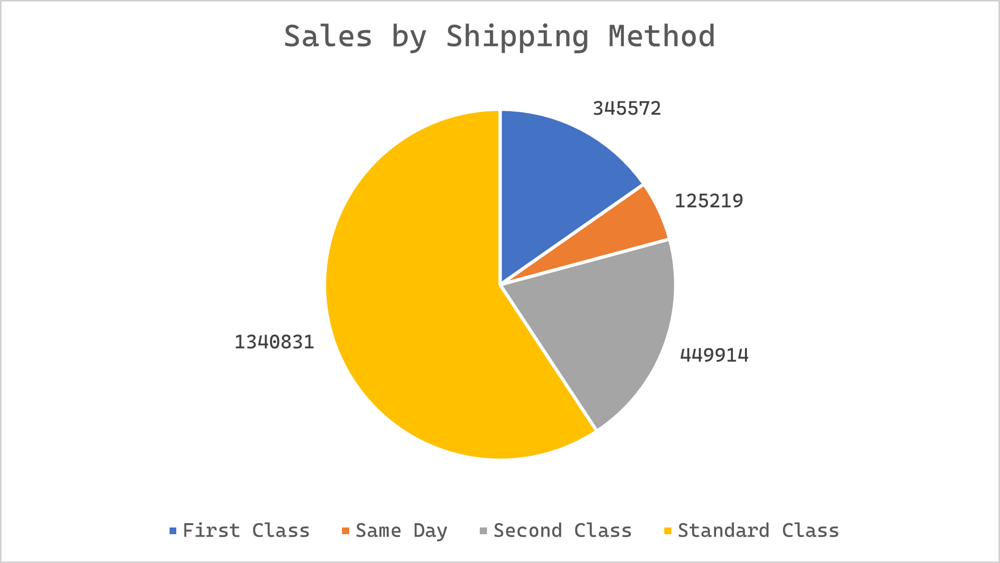 Sales by Shipping Method
345572
125219
449914
1340831
First Class Same Day Second Class Standard Class